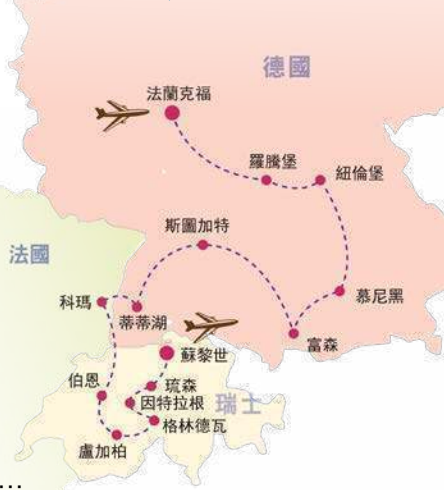 德國
法蘭克福
羅騰堡
紐倫堡
斯圖加特
法國
慕尼黑
科瑪
蒂蒂湖
富森
蘇黎世
伯恩
琉森
因特拉根
瑞士
格林德瓦
盧加柏
...